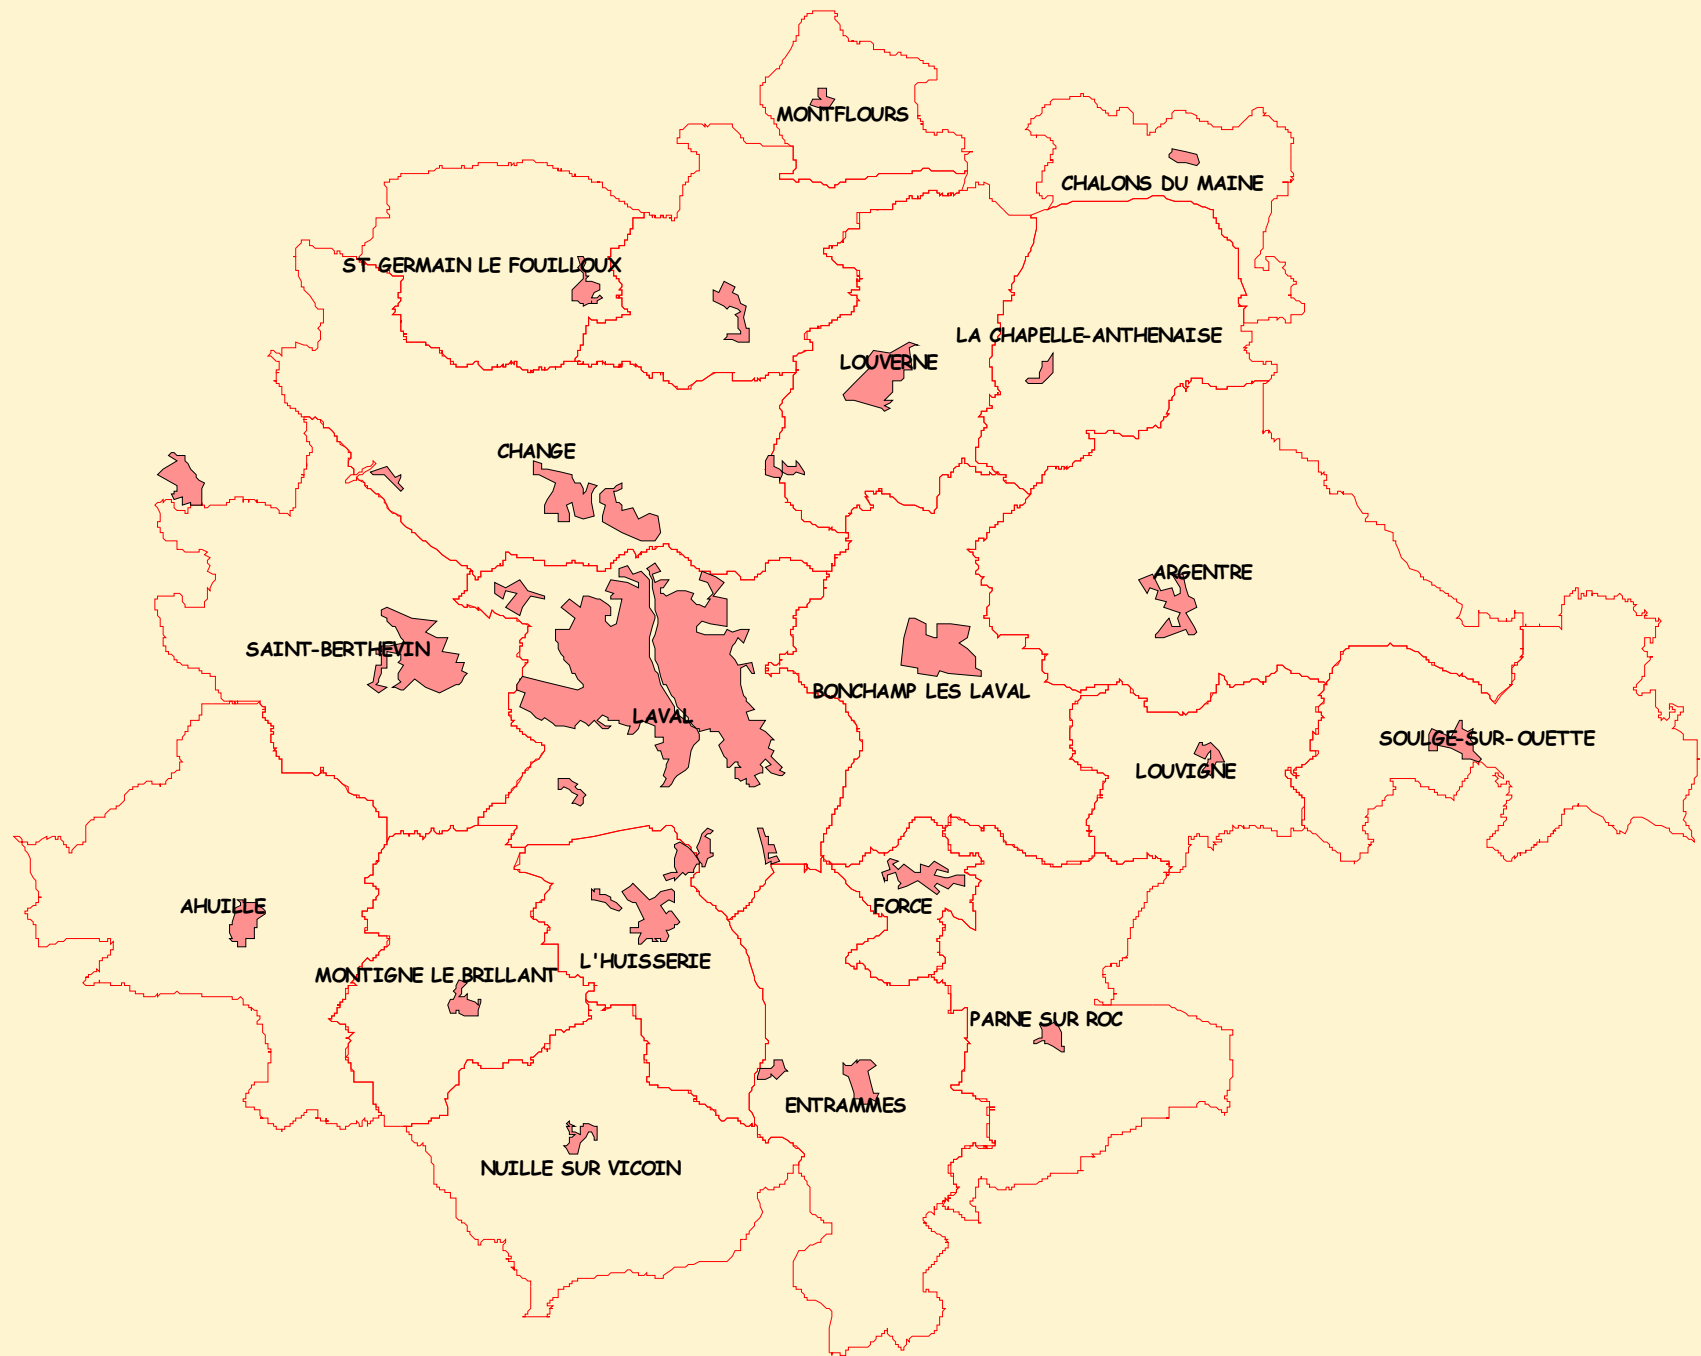 MONTFLOURS
CHALONS DU MAINE
ST GERMAIN LE FOUILLOUX
LA CHAPELLE-ANTHENAISE
LOUVERNE
CHANGE
ARGENTRE
SAINT-BERTHEVIN
BONCHAMP LES LAVAL
LAVAL
SOULGE-SUR-OUETTE
LOUVIGNE
AHUILLE
FORCE
L'HUISSERIE
MONTIGNE LE BRILLANT
PARNE SUR ROC
ENTRAMMES
NUILLE SUR VICOIN